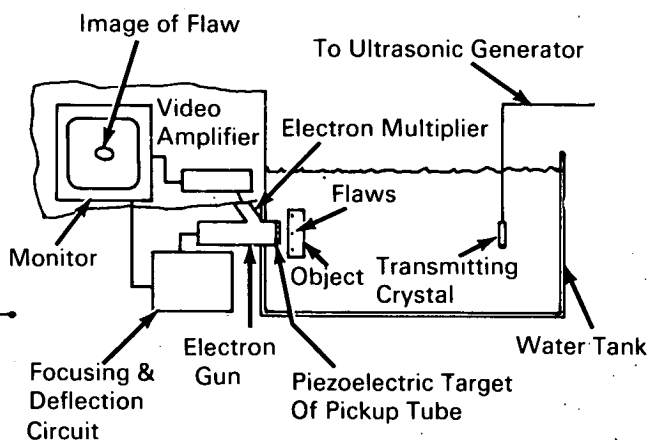 Image of Flaw
To Ultrasonic Generator
Video
Amplifier
Electron Multiplier
Flaws
Monitor
Object
Transmitting
Crystal
Electron
Gun
Water Tank
Focusing &
Deflection
Circuit
Piezoelectric Target
Of Pickup Tube